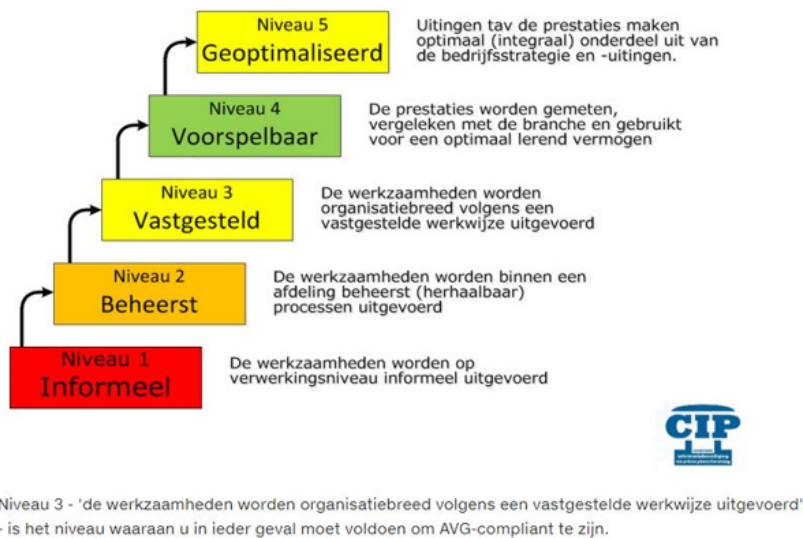 Niveau 5
Geoptimaliseerd
Uitingen tav de prestaties maken
optimaal (integraal) onderdeel uit van
de bedrijfsstrategie en -uitingen.
Niveau 4
Voorspelbaar
De prestaties worden gemeten,
vergeleken met de branche en gebruikt
voor een optimaal lerend vermogen
Niveau 3
Vastgesteld
De werkzaamheden worden
organisatiebreed volgens een
vastgestelde werkwijze uitgevoerd
Niveau 2
Beheerst
De werkzaamheden worden binnen een
afdeling beheerst (herhaalbaar)
processen uitgevoerd
Niveau 1
Informeel
De werkzaamheden worden op
verwerkingsniveau informeel uitgevoerd
CIP
Niveau 3 - 'de werkzaamheden worden organisatiebreed volgens een vastgestelde werkwijze uitgevoerd'
- is het niveau waaraan u in ieder geval moet voldoen om AVG-compliant te zijn.